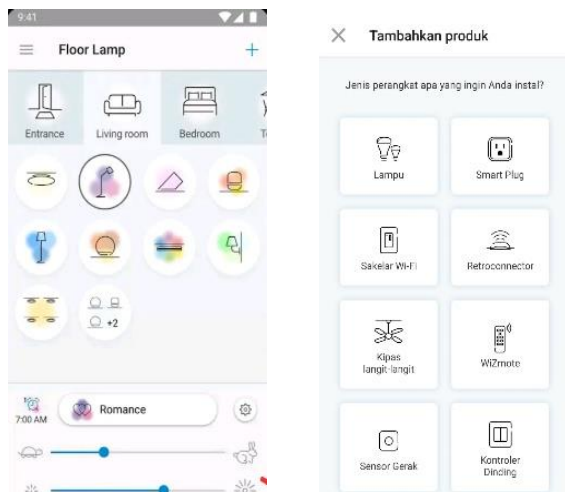 9:41
Floor Lamp
Entrance
Living room
Bedroom
+2
7:00 AM
Romance
Tambahkan produk
Jenis perangkat apa yang ingin Anda instal?
Lampu
Smart Plug
Sakelar Wi-Fi
Retroconnector
Kipas
langit-langit
WiZmote
Sensor Gerak
Kontroler
Dinding